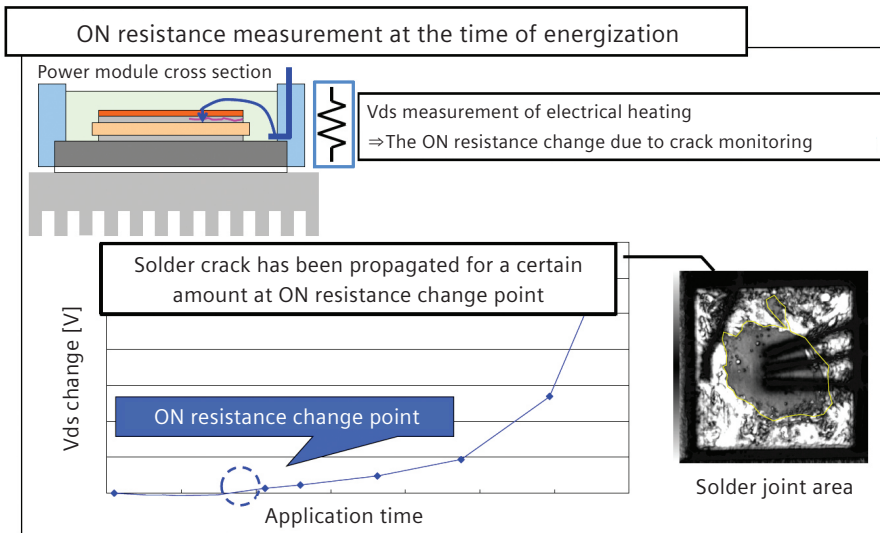 ON resistance measurement at the time of energization
Power module cross section
Vds measurement of electrical heating
⇒The ON resistance change due to crack monitoring
Solder crack has been propagated for a certain
amount at ON resistance change point
Vds change [V]
ON resistance change point
Application time
Solder joint area